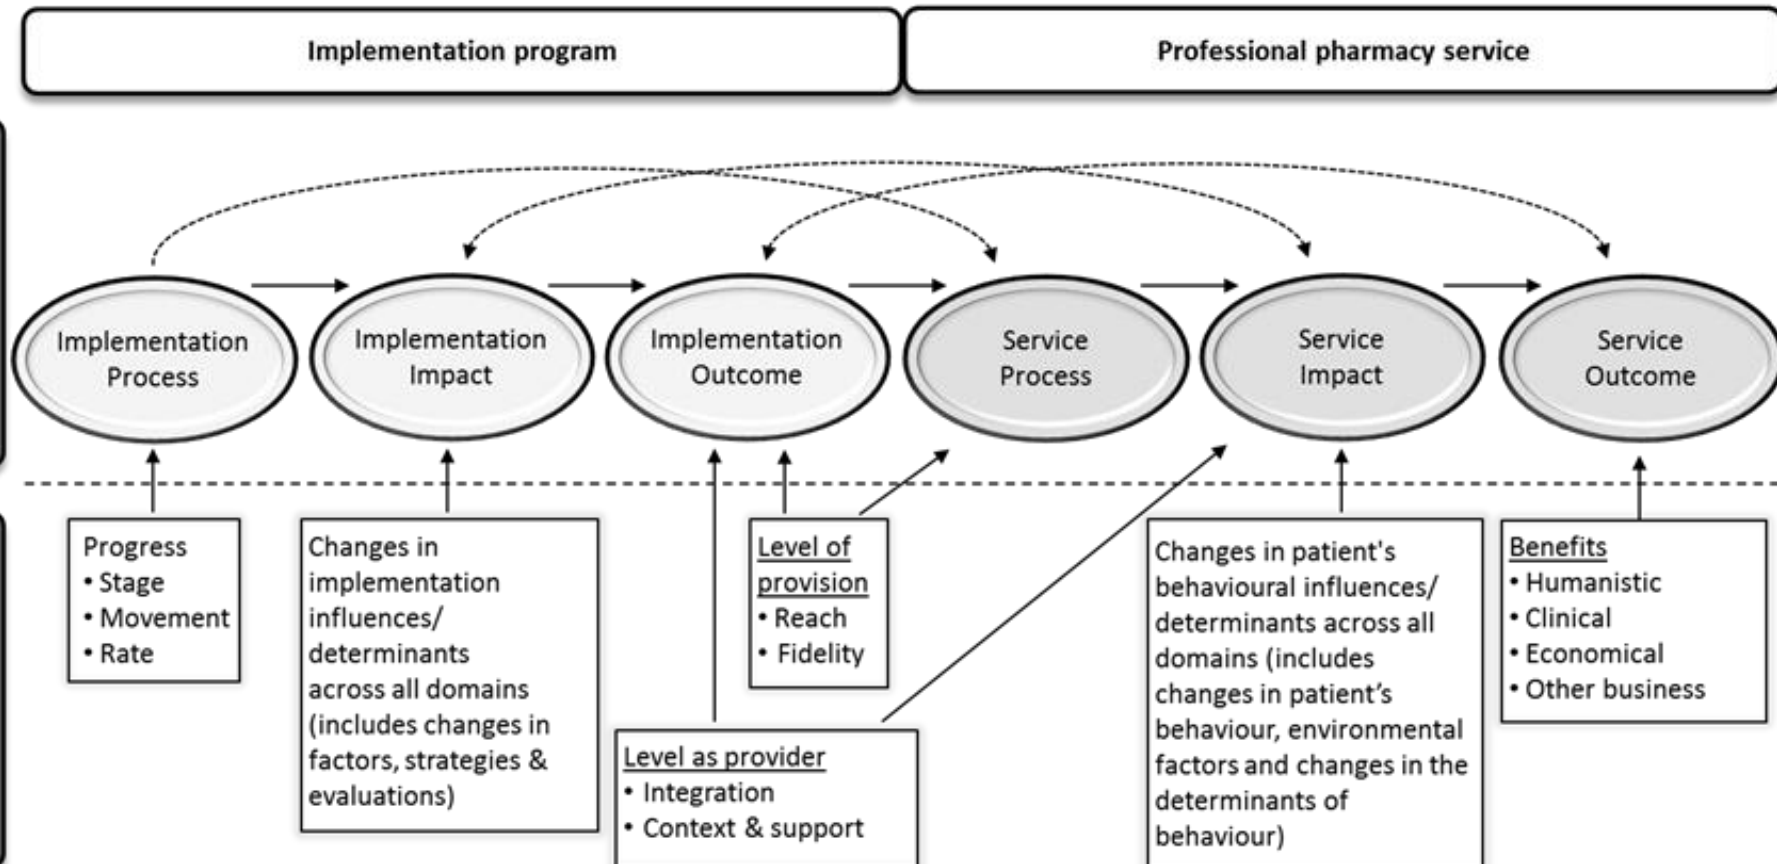 Implementation program
Professional pharmacy service
Implementation
Process
Implementation
Impact
Implementation
Outcome
Service
Process
Service
Impact
Service
Outcome
Progress
• Stage
• Movement
• Rate
Changes in
implementation
influences/
determinants
across all domains
(includes changes in
factors, strategies &
evaluations)
Level of
provision
• Reach
• Fidelity
Level as provider
• Integration
• Context & support
Changes in patient's
behavioural influences/
determinants across all
domains (includes
changes in patient’s
behaviour, environmental
factors and changes in the
determinants of
behaviour)
Benefits
• Humanistic
• Clinical
• Economical
• Other business